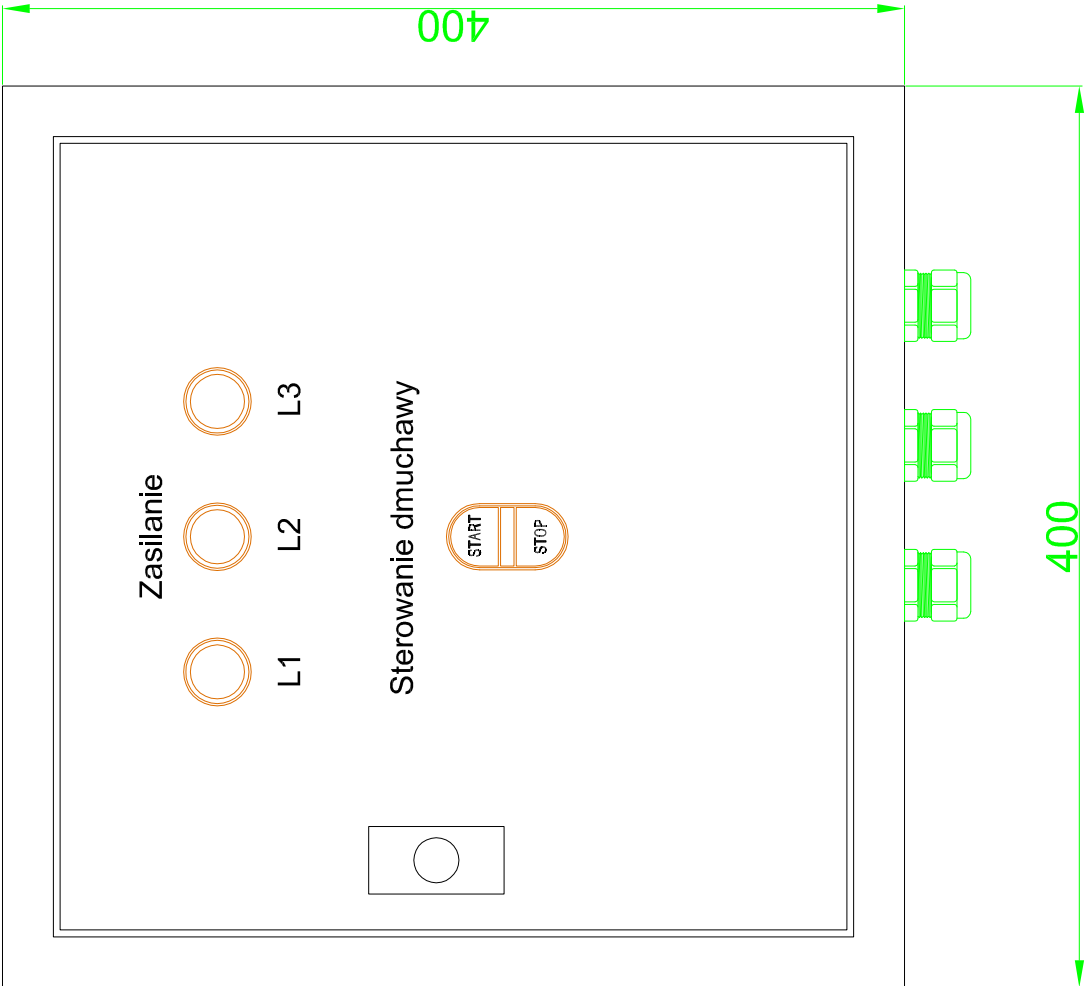 Zasilanie
L1 L2 L3
Sterowanie dmuchawy
START
STOP
400
400